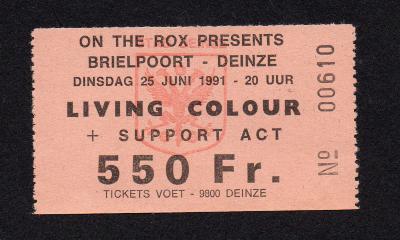 ON THE ROX PRESENTS
BRIELPOORT - DEINZE
DINSDAG 25 JUNI 1991 - 20 UUR
LIVING COLOUR
+ SUPPORT ACT
550 Fr.
TICKETS VOET - 9800 DEINZE
Nº 00610